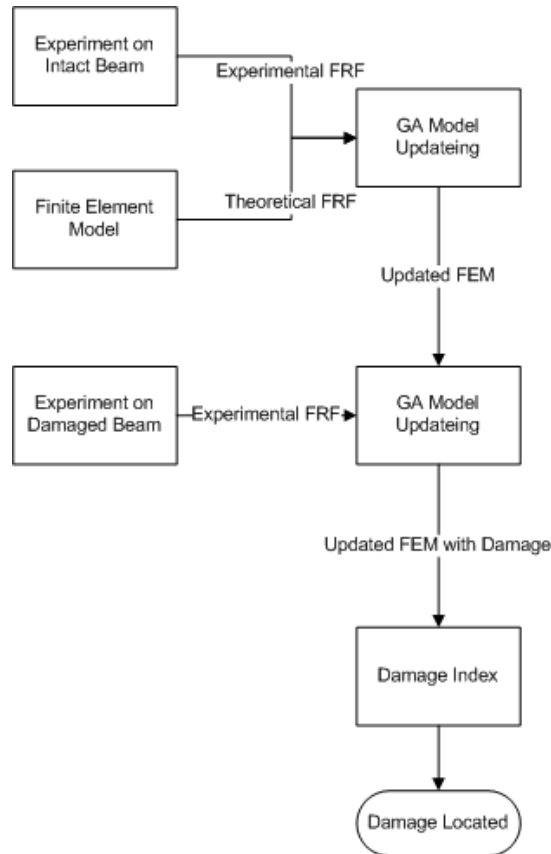 Experiment on
Intact Beam
Experimental FRF
GA Model
Updateing
Finite Element
Model
Theoretical FRF
Updated FEM
Experiment on
Damaged Beam
Experimental FRF
GA Model
Updateing
Updated FEM with Damage
Damage Index
Damage Located